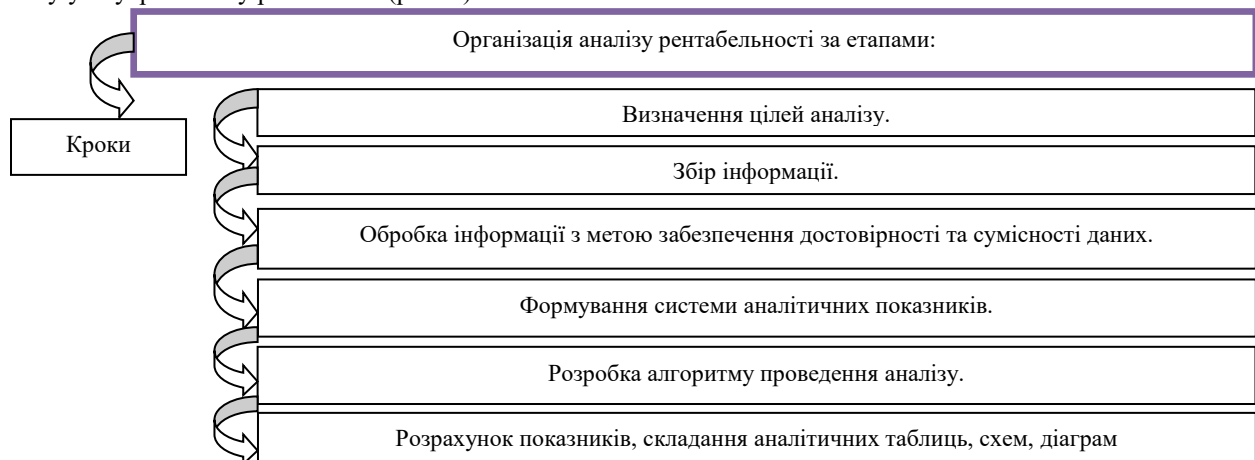 Організація аналізу рентабельності за етапами:
Кроки
Визначення цілей аналізу.
Збір інформації.
Обробка інформації з метою забезпечення достовірності та сумісності даних.
Формування системи аналітичних показників.
Розробка алгоритму проведення аналізу.
Розрахунок показників, складання аналітичних таблиць, схем, діаграм